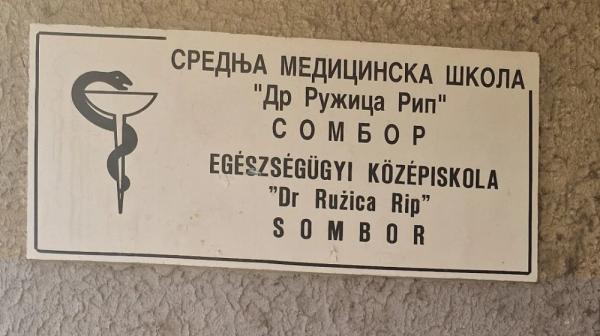 СРЕДЊА МЕДИЦИНСКА ШКОЛА
"Др Ружица Рип"
СОМБОР
EGÉSZSÉGÜGYI KÖZÉPISKOLA
"Dr Ružica Rip"
SOMBOR